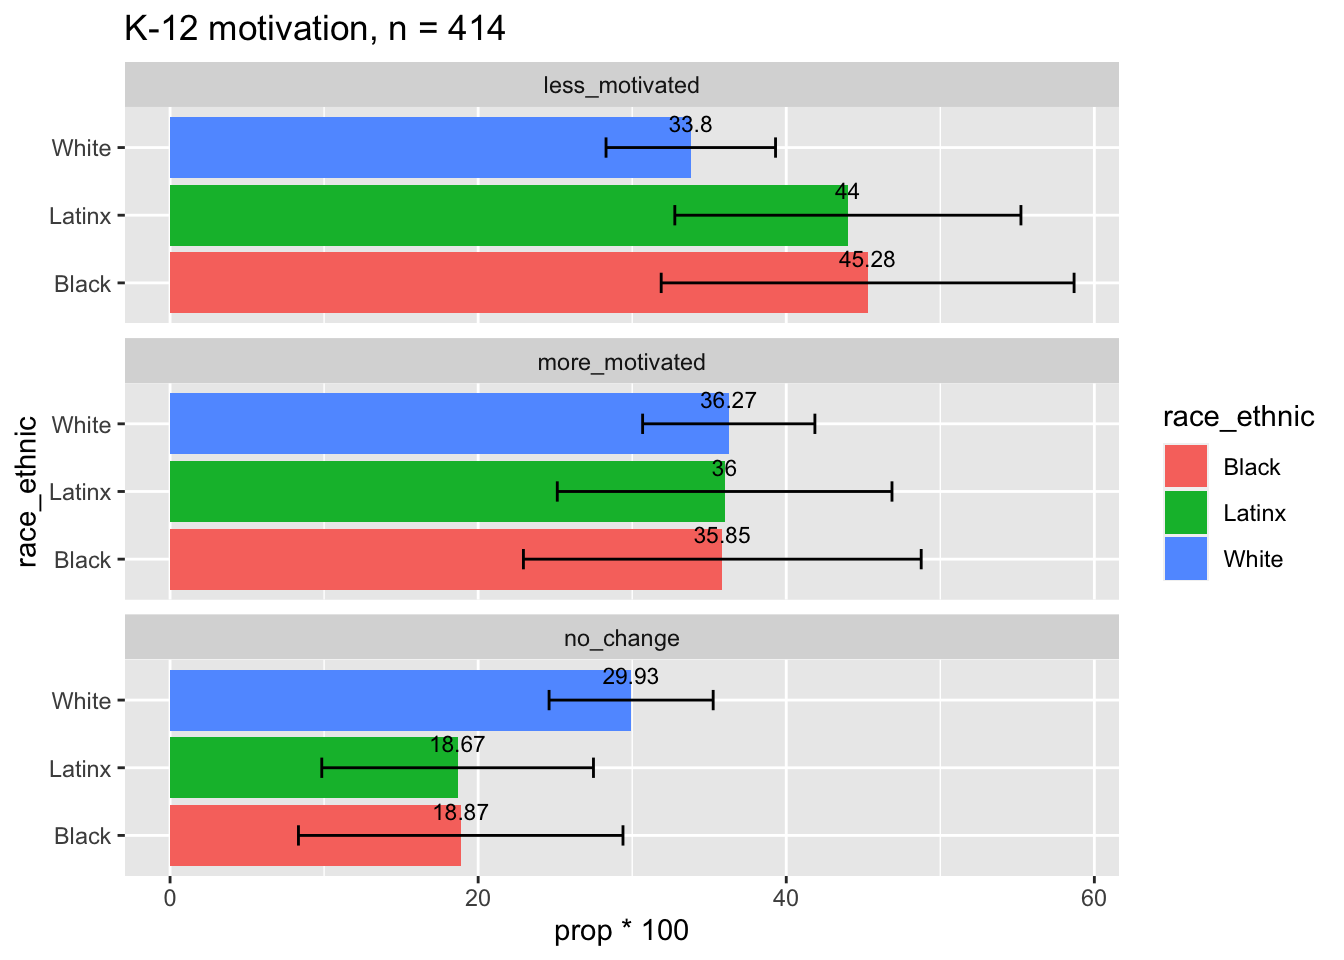 K-12 motivation, n = 414
less_motivated
White
33.8
Latinx
44
Black
45.28
more_motivated
White
36.27
Latinx
36
Black
35.85
no_change
White
29.93
Latinx
18.67
Black
18.87
0 20 40 60
prop * 100
race_ethnic
race_ethnic
Black
Latinx
White